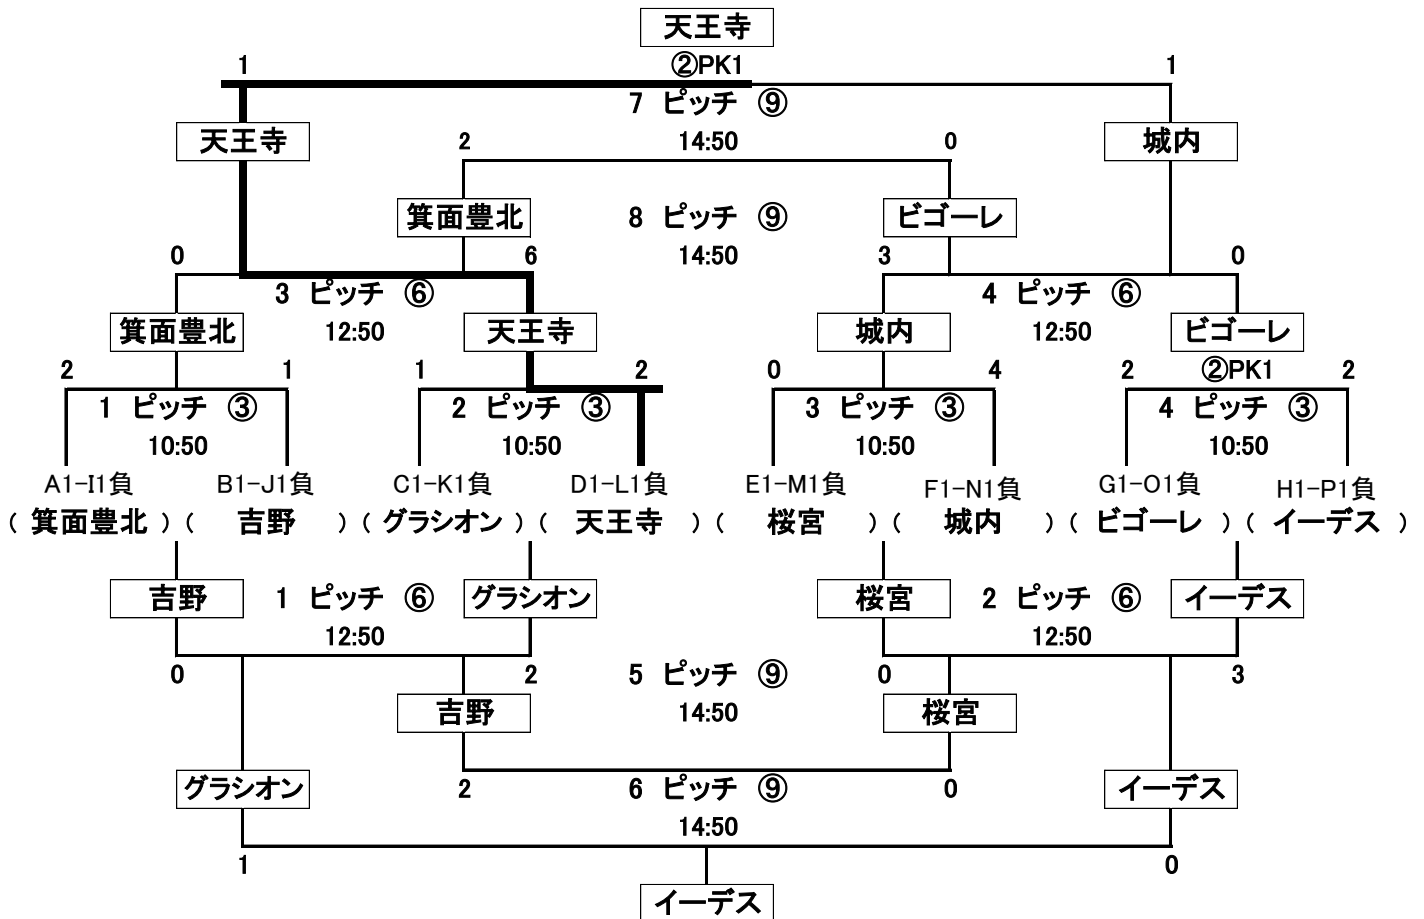 天王寺
1 ②PK1 1
7 ピッチ ⑨
天王寺 2 14:50 0 城内
箕面豊北 8 ピッチ ⑨ ビゴーレ
0 6 14:50 3 0
3 ピッチ ⑥ 4 ピッチ ⑥
箕面豊北 12:50 天王寺 城内 12:50 ビゴーレ
2 1 1 2 0 4 2 ②PK1 2
1 ピッチ ③ 2 ピッチ ③ 3 ピッチ ③ 4 ピッチ ③
10:50 10:50 10:50 10:50
A1-I1負 B1-J1負 C1-K1負 D1-L1負 E1-M1負 F1-N1負 G1-O1負 H1-P1負
( 箕面豊北 ) ( 吉野 ) ( グラシオン ) ( 天王寺 ) ( 桜宮 ) ( 城内 ) ( ビゴーレ ) ( イーデス )
吉野 1 ピッチ ⑥ グラシオン 桜宮 2 ピッチ ⑥ イーデス
12:50 12:50
0 2 5 ピッチ ⑨ 0 3
吉野 14:50 桜宮
グラシオン 2 6 ピッチ ⑨ 0 イーデス
14:50
1 0
イーデス